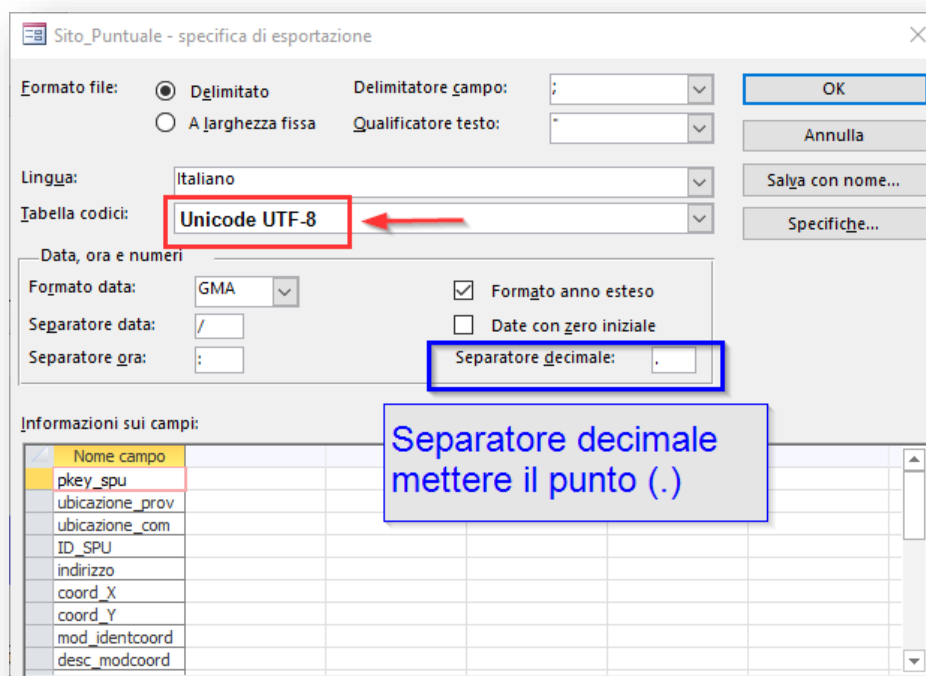 Sito_Puntuale - specifica di esportazione
Formato file: Delimitato Delimitatore campo: ; OK
A larghezza fissa Qualificatore testo: " Annulla
Lingua: Italiano Salva con nome...
Tabella codici: Unicode UTF-8 Specifiche...
Data, ora e numeri
Formato data: GMA Formato anno esteso
Separatore data: / Date con zero iniziale
Separatore ora: : Separatore decimale: .
Informazioni sui campi:
Separatore decimale
mettere il punto (.)
Nome campo
pkey_spu
ubicazione_prov
ubicazione_com
ID_SPU
indirizzo
coord_X
coord_Y
mod_identcoord
desc_modcoord